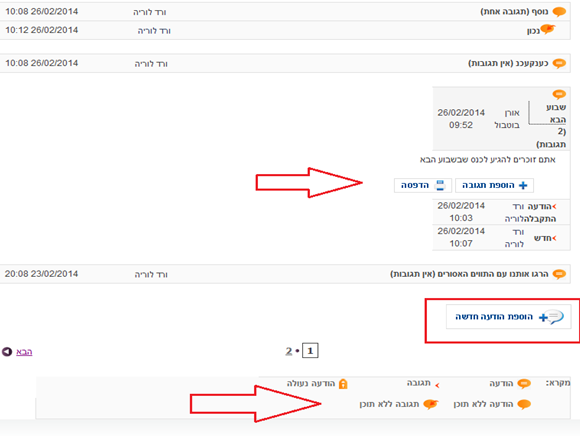 נוסף (תגובה אחת) ורד לוריה 26/02/2014 10:08
נכון ורד לוריה 26/02/2014 10:12
כענקעכנ (אין תגובות) ורד לוריה 26/02/2014 10:08
שבוע
הבא
(2
תגובות)
אורן
בוטבול
26/02/2014
09:52
אתם זוכרים להגיע לכנס שבשבוע הבא
הוספת תגובה הדפסה
הודעה ורד 26/02/2014
התקבלה לוריה 10:03
חדש ורד 26/02/2014
לוריה 10:07
הרגו אותנו עם התווים האסורים (אין תגובות) ורד לוריה 23/02/2014 20:08
הוספת הודעה חדשה
1 • 2
הבא
מקרא: הודעה תגובה הודעה נעולה
הודעה ללא תוכן תגובה ללא תוכן